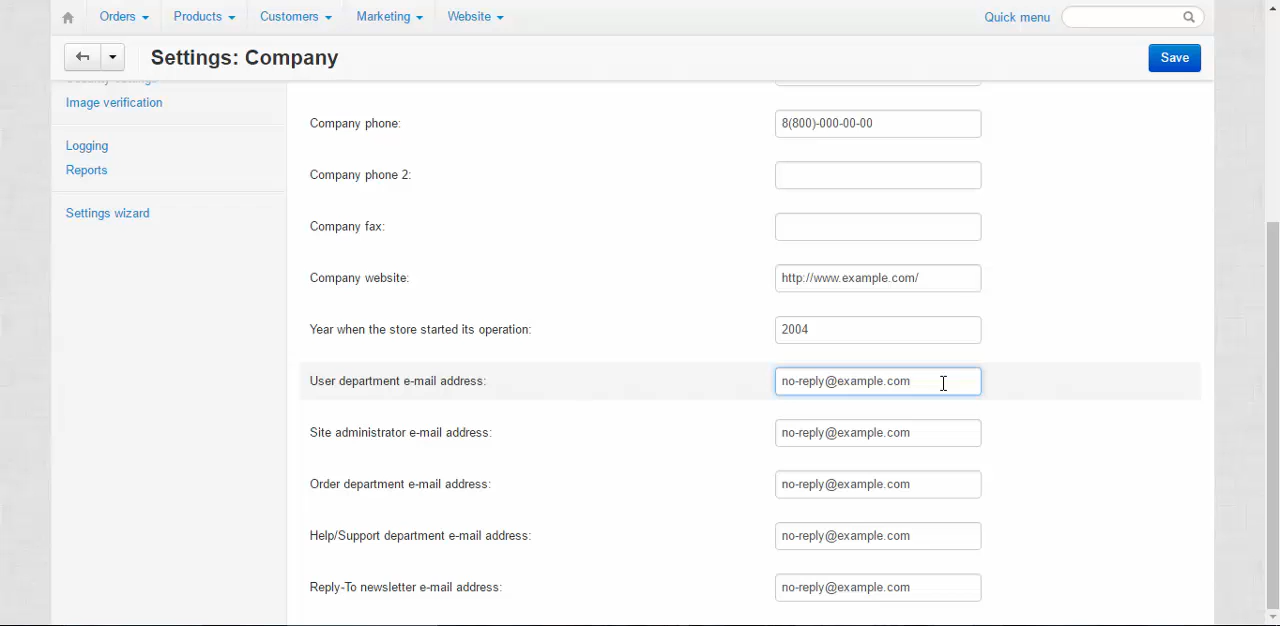 Orders Products Customers Marketing Website Quick menu
Settings: Company Save
Image verification
Logging
Reports
Settings wizard
Company phone: 8(800)-000-00-00
Company phone 2:
Company fax:
Company website: http://www.example.com/
Year when the store started its operation: 2004
User department e-mail address: no-reply@example.com
Site administrator e-mail address: no-reply@example.com
Order department e-mail address: no-reply@example.com
Help/Support department e-mail address: no-reply@example.com
Reply-To newsletter e-mail address: no-reply@example.com